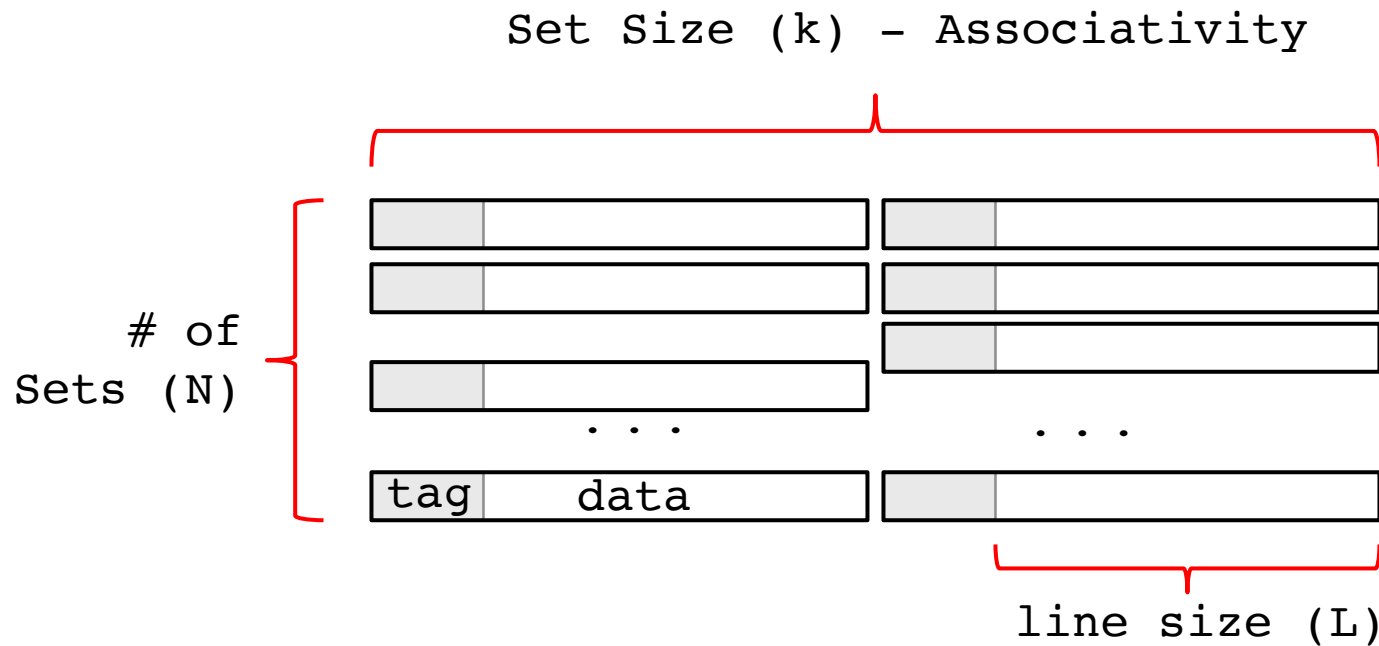 Set Size (k) – Associativity
# of
Sets (N)
. . .
. . .
tag data
line size (L)